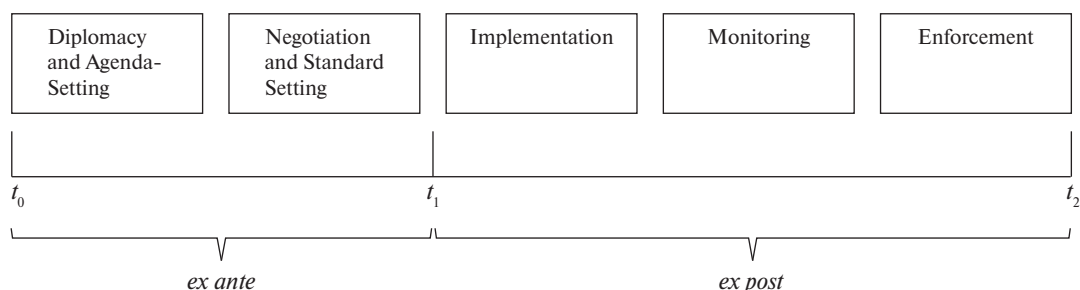 Diplomacy
and Agenda-
Setting
Negotiation
and Standard
Setting
Implementation
Monitoring
Enforcement
t0
t1
t2
ex ante
ex post